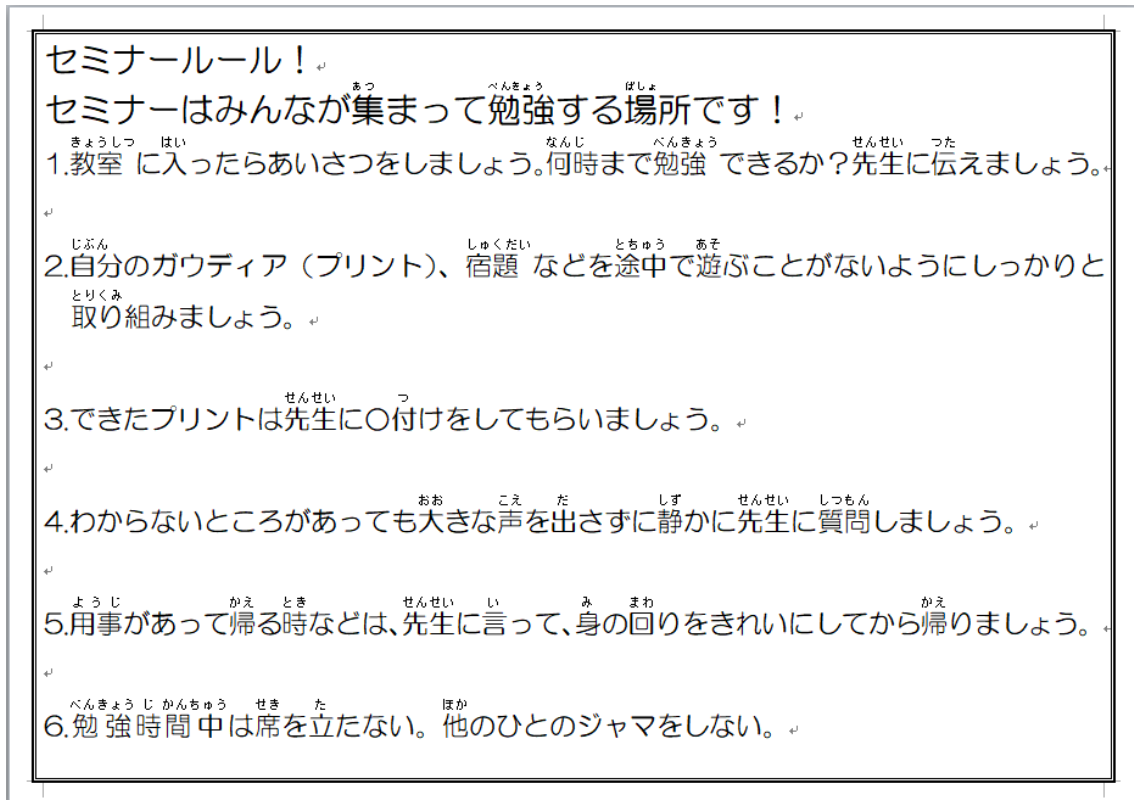 セミナールール！
セミナーはみんなが集まって勉強する場所です！
1.教室 に入ったらあいさつをしましょう。何時まで勉強 できるか？先生に伝えましょう。
2.自分のガウディア（プリント）、宿題 などを途中で遊ぶことがないようにしっかりと
取り組みましょう。
3.できたプリントは先生に〇付けをしてもらいましょう。
4.わからないところがあっても大きな声を出さずに静かに先生に質問しましょう。
5.用事があって帰る時などは、先生に言って、身の回りをきれいにしてから帰りましょう。
6.勉強時間中は席を立たない。他のひとのジャマをしない。